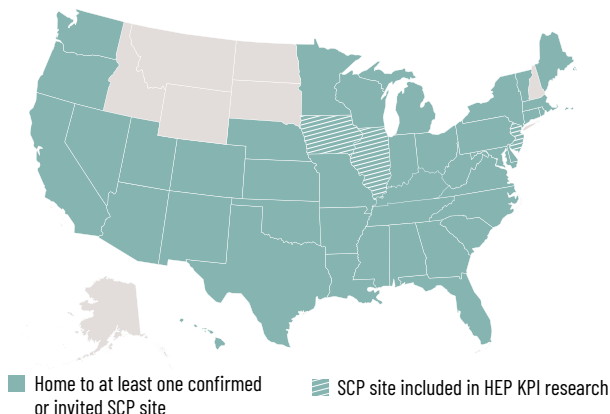 Home to at least one confirmed
or invited SCP site
SCP site included in HEP KPI research